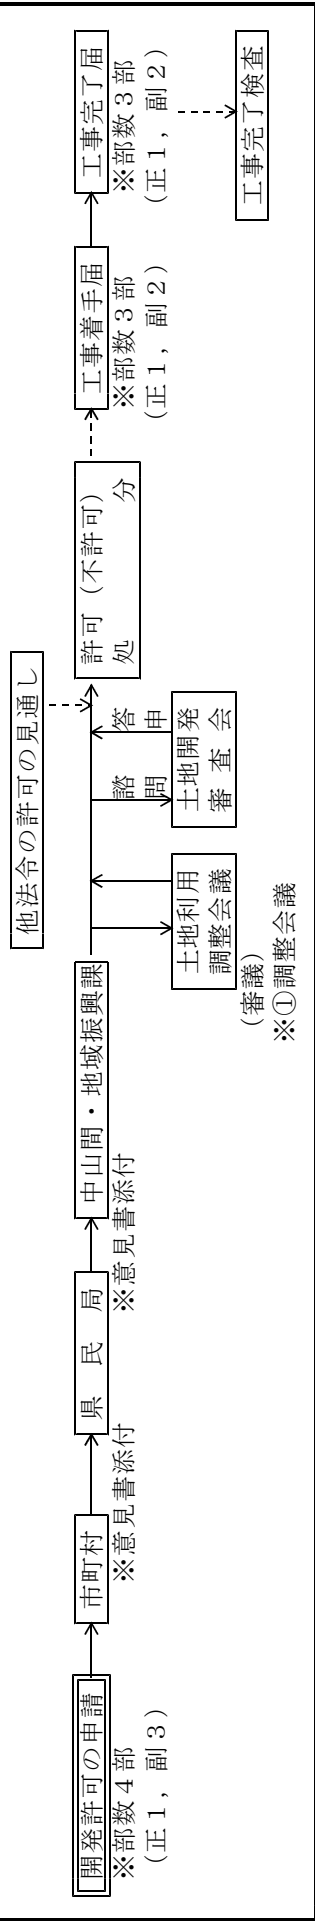 開発許可の申請
※部数4部
(正1,副3)
市町村
※意見書添付
県民局
※意見書添付
中山間・地域振興課
土地利用
調整会議
(審議)
※①調整会議
諮問
答申
土地開発
審査会
他法令の許可の見通し
許可(不許可)
処分
工事着手届
※部数3部
(正1,副2)
工事完了届
※部数3部
(正1,副2)
工事完了検査